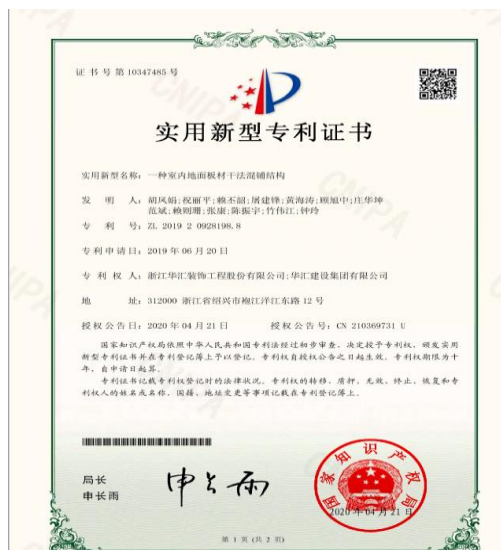 证书号第10347485号
实用新型专利证书
实用新型名称：一种室内地面板材干法混铺结构
发明人：胡凤娟;祝丽平;赖丕韶;屠建锋;黄海涛;顾旭中;庄华坤
范斌;赖则珊;张康;陈振宇;竹伟江;钟玲
专利号：ZL 2019 2 0928198.8
专利申请日：2019年06月20日
专利权人：浙江华汇装饰工程股份有限公司;华汇建设集团有限公司
地址：312000 浙江省绍兴市袍江洋江东路12号
授权公告日：2020年04月21日 授权公告号：CN 210369731 U
国家知识产权局依照中华人民共和国专利法经过初步审查，决定授予专利权，颁发实用
新型专利证书并在专利登记簿上予以登记。专利权自授权公告之日起生效。专利权期限为十
年，自申请日起算。
专利证书记载专利权登记时的法律状况。专利权的转移、质押、无效、终止、恢复和专
利权人的姓名或名称、国籍、地址变更等事项记载在专利登记簿上。
局长
申长雨
申长雨
国家知识产权局
2020年04月21日
第 1 页 (共 2 页)
CNIPA